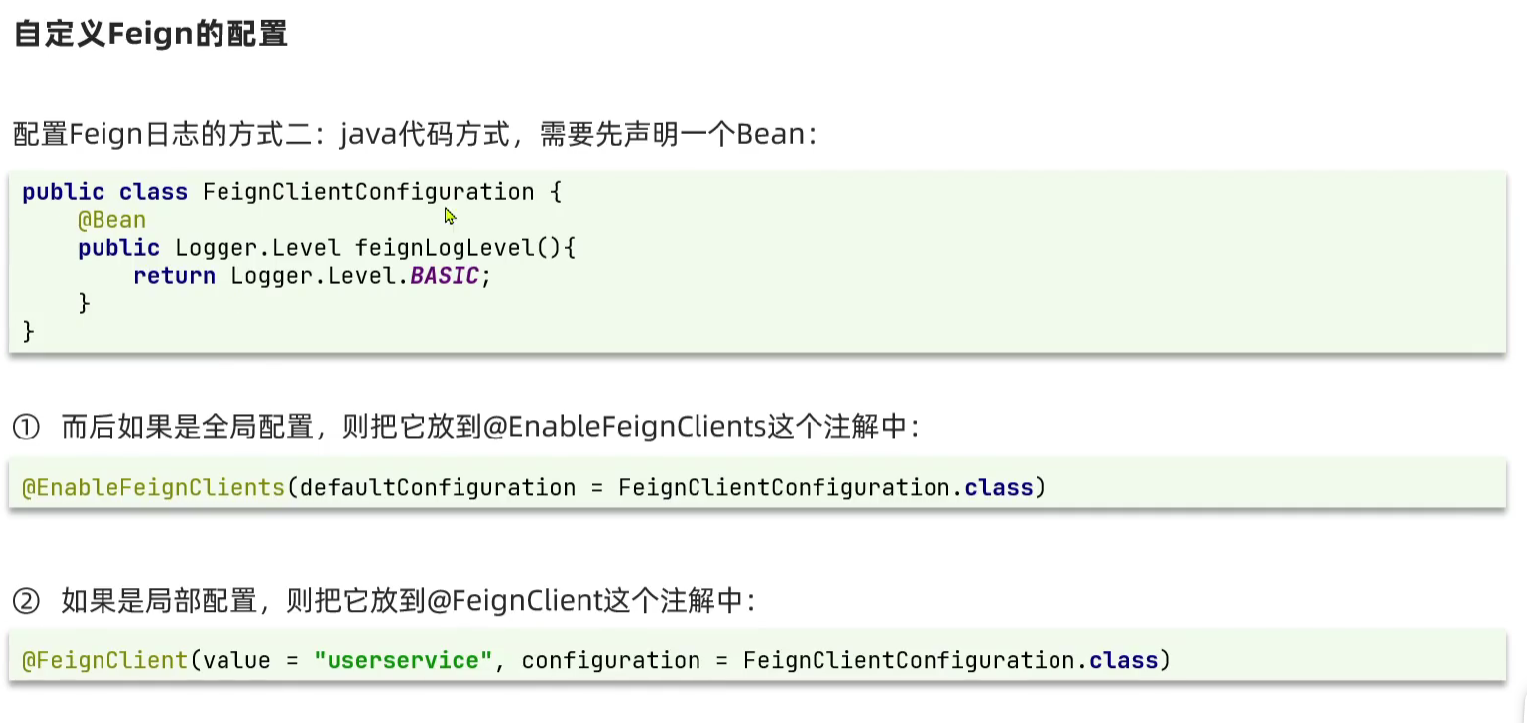 自定义Feign的配置
配置Feign日志的方式二：java代码方式，需要先声明一个Bean：
public class FeignClientConfiguration {
    @Bean
    public Logger.Level feignLogLevel(){
        return Logger.Level.BASIC;
    }
}
① 而后如果是全局配置，则把它放到@EnableFeignClients这个注解中：
@EnableFeignClients(defaultConfiguration = FeignClientConfiguration.class)
② 如果是局部配置，则把它放到@FeignClient这个注解中：
@FeignClient(value = "userservice", configuration = FeignClientConfiguration.class)